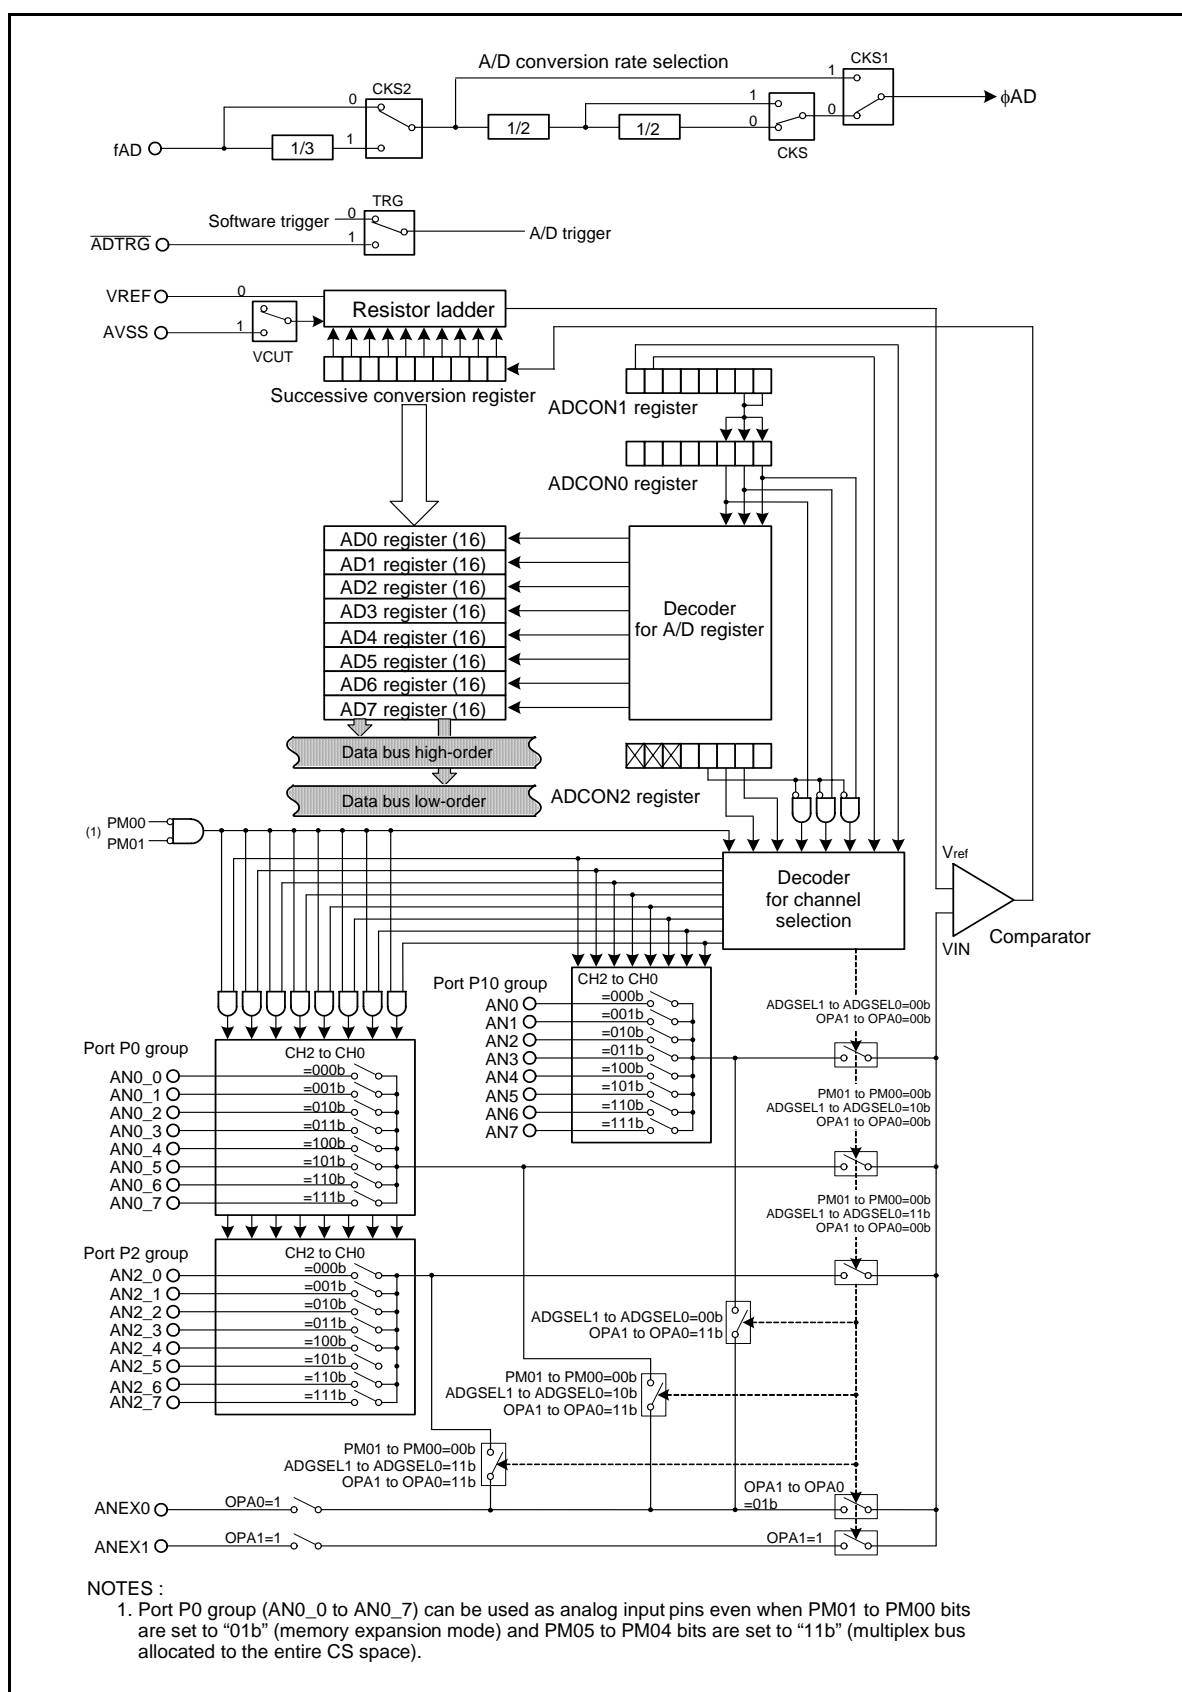 A/D conversion rate selection
CKS1
1
φAD
CKS2
0
1
0
0
1/2
1/2
fAD
1/3
1
CKS
TRG
Software trigger
0
ADTRG
1
A/D trigger
VREF
0
Resistor ladder
AVSS
1
VCUT
Successive conversion register
ADCON1 register
ADCON0 register
AD0 register (16)
AD1 register (16)
AD2 register (16)
AD3 register (16)
AD4 register (16)
AD5 register (16)
AD6 register (16)
AD7 register (16)
Decoder
for A/D register
Data bus high-order
Data bus low-order
ADCON2 register
(1)
PM00
PM01
Decoder
for channel
selection
Vref
VIN
Comparator
Port P10 group
CH2 to CH0
AN0
=000b
AN1
=001b
AN2
=010b
AN3
=011b
AN4
=100b
AN5
=101b
AN6
=110b
AN7
=111b
ADGSEL1 to ADGSEL0=00b
OPA1 to OPA0=00b
Port P0 group
CH2 to CH0
AN0_0
=000b
AN0_1
=001b
AN0_2
=010b
AN0_3
=011b
AN0_4
=100b
AN0_5
=101b
AN0_6
=110b
AN0_7
=111b
PM01 to PM00=00b
ADGSEL1 to ADGSEL0=10b
OPA1 to OPA0=00b
PM01 to PM00=00b
ADGSEL1 to ADGSEL0=11b
OPA1 to OPA0=00b
Port P2 group
CH2 to CH0
AN2_0
=000b
AN2_1
=001b
AN2_2
=010b
AN2_3
=011b
AN2_4
=100b
AN2_5
=101b
AN2_6
=110b
AN2_7
=111b
ADGSEL1 to ADGSEL0=00b
OPA1 to OPA0=11b
PM01 to PM00=00b
ADGSEL1 to ADGSEL0=10b
OPA1 to OPA0=11b
PM01 to PM00=00b
ADGSEL1 to ADGSEL0=11b
OPA1 to OPA0=11b
ANEX0
OPA0=1
OPA1 to OPA0
=01b
ANEX1
OPA1=1
OPA1=1
NOTES :
1. Port P0 group (AN0_0 to AN0_7) can be used as analog input pins even when PM01 to PM00 bits
are set to “01b” (memory expansion mode) and PM05 to PM04 bits are set to “11b” (multiplex bus
allocated to the entire CS space).